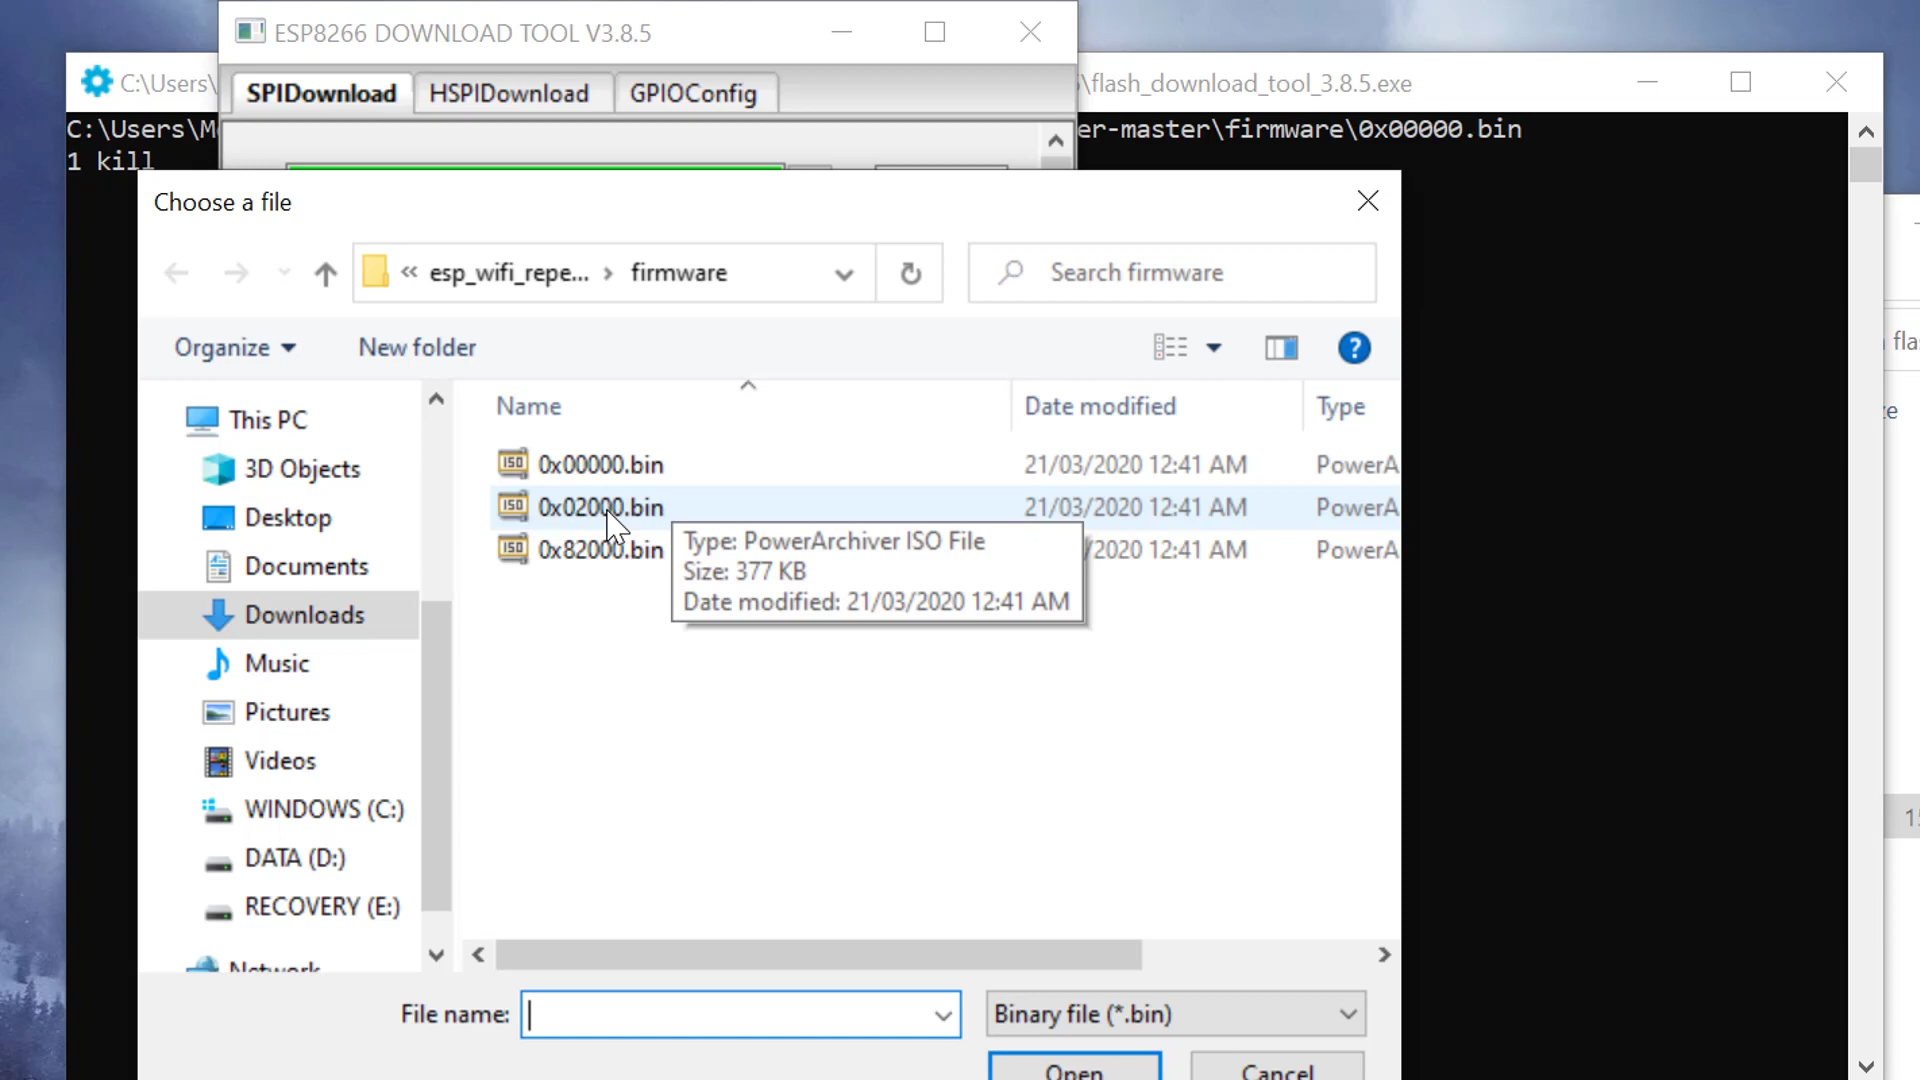 ESP8266 DOWNLOAD TOOL V3.8.5
C:\Users\
\flash_download_tool_3.8.5.exe
SPIDownload HSPIDownload GPIOConfig
C:\Users\M
er-master\firmware\0x00000.bin
1 kill
Choose a file
« esp_wifi_repe... › firmware
Search firmware
Organize
New folder
Name Date modified Type
This PC
3D Objects
Desktop
Documents
Downloads
Music
Pictures
Videos
WINDOWS (C:)
DATA (D:)
RECOVERY (E:)
Network
0x00000.bin 21/03/2020 12:41 AM PowerA
0x02000.bin 21/03/2020 12:41 AM PowerA
0x82000.bin /2020 12:41 AM PowerA
Type: PowerArchiver ISO File
Size: 377 KB
Date modified: 21/03/2020 12:41 AM
File name:
Binary file (*.bin)
Open Cancel